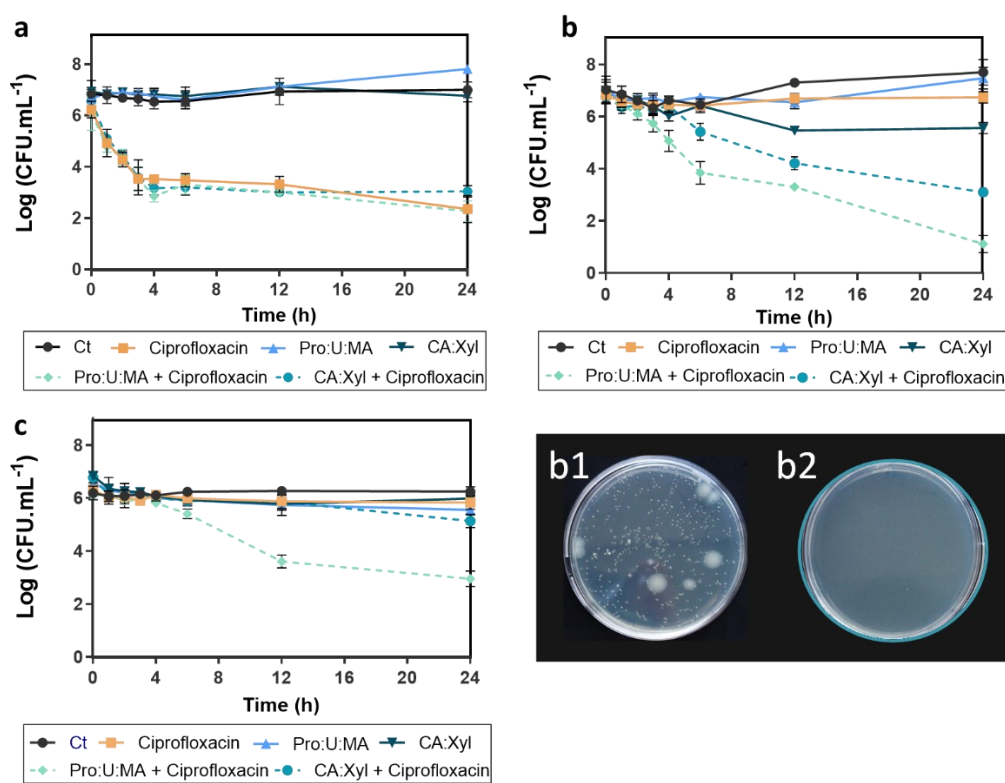 a
Log (CFU.mL⁻¹)
8
6
4
2
0
0 4 8 12 16 20 24
Time (h)
Ct Ciprofloxacin Pro:U:MA CA:Xyl
Pro:U:MA + Ciprofloxacin CA:Xyl + Ciprofloxacin
b
Log (CFU.mL⁻¹)
8
6
4
2
0
0 4 8 12 16 20 24
Time (h)
Ct Ciprofloxacin Pro:U:MA CA:Xyl
Pro:U:MA + Ciprofloxacin CA:Xyl + Ciprofloxacin
c
Log (CFU.mL⁻¹)
8
6
4
2
0
0 4 8 12 16 20 24
Time (h)
Ct Ciprofloxacin Pro:U:MA CA:Xyl
Pro:U:MA + Ciprofloxacin CA:Xyl + Ciprofloxacin
b1 b2